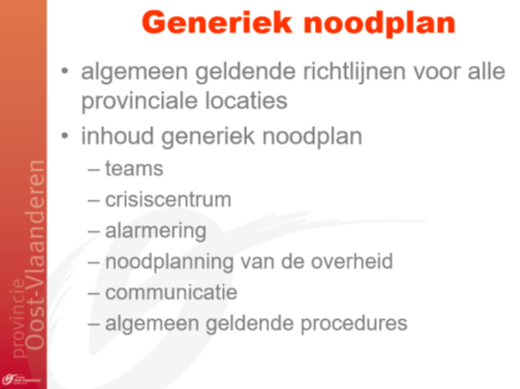 Generiek noodplan
• algemeen geldende richtlijnen voor alle
provinciale locaties
• inhoud generiek noodplan
– teams
– crisiscentrum
– alarmering
– noodplanning van de overheid
– communicatie
– algemeen geldende procedures
provincie
Oost-Vlaanderen